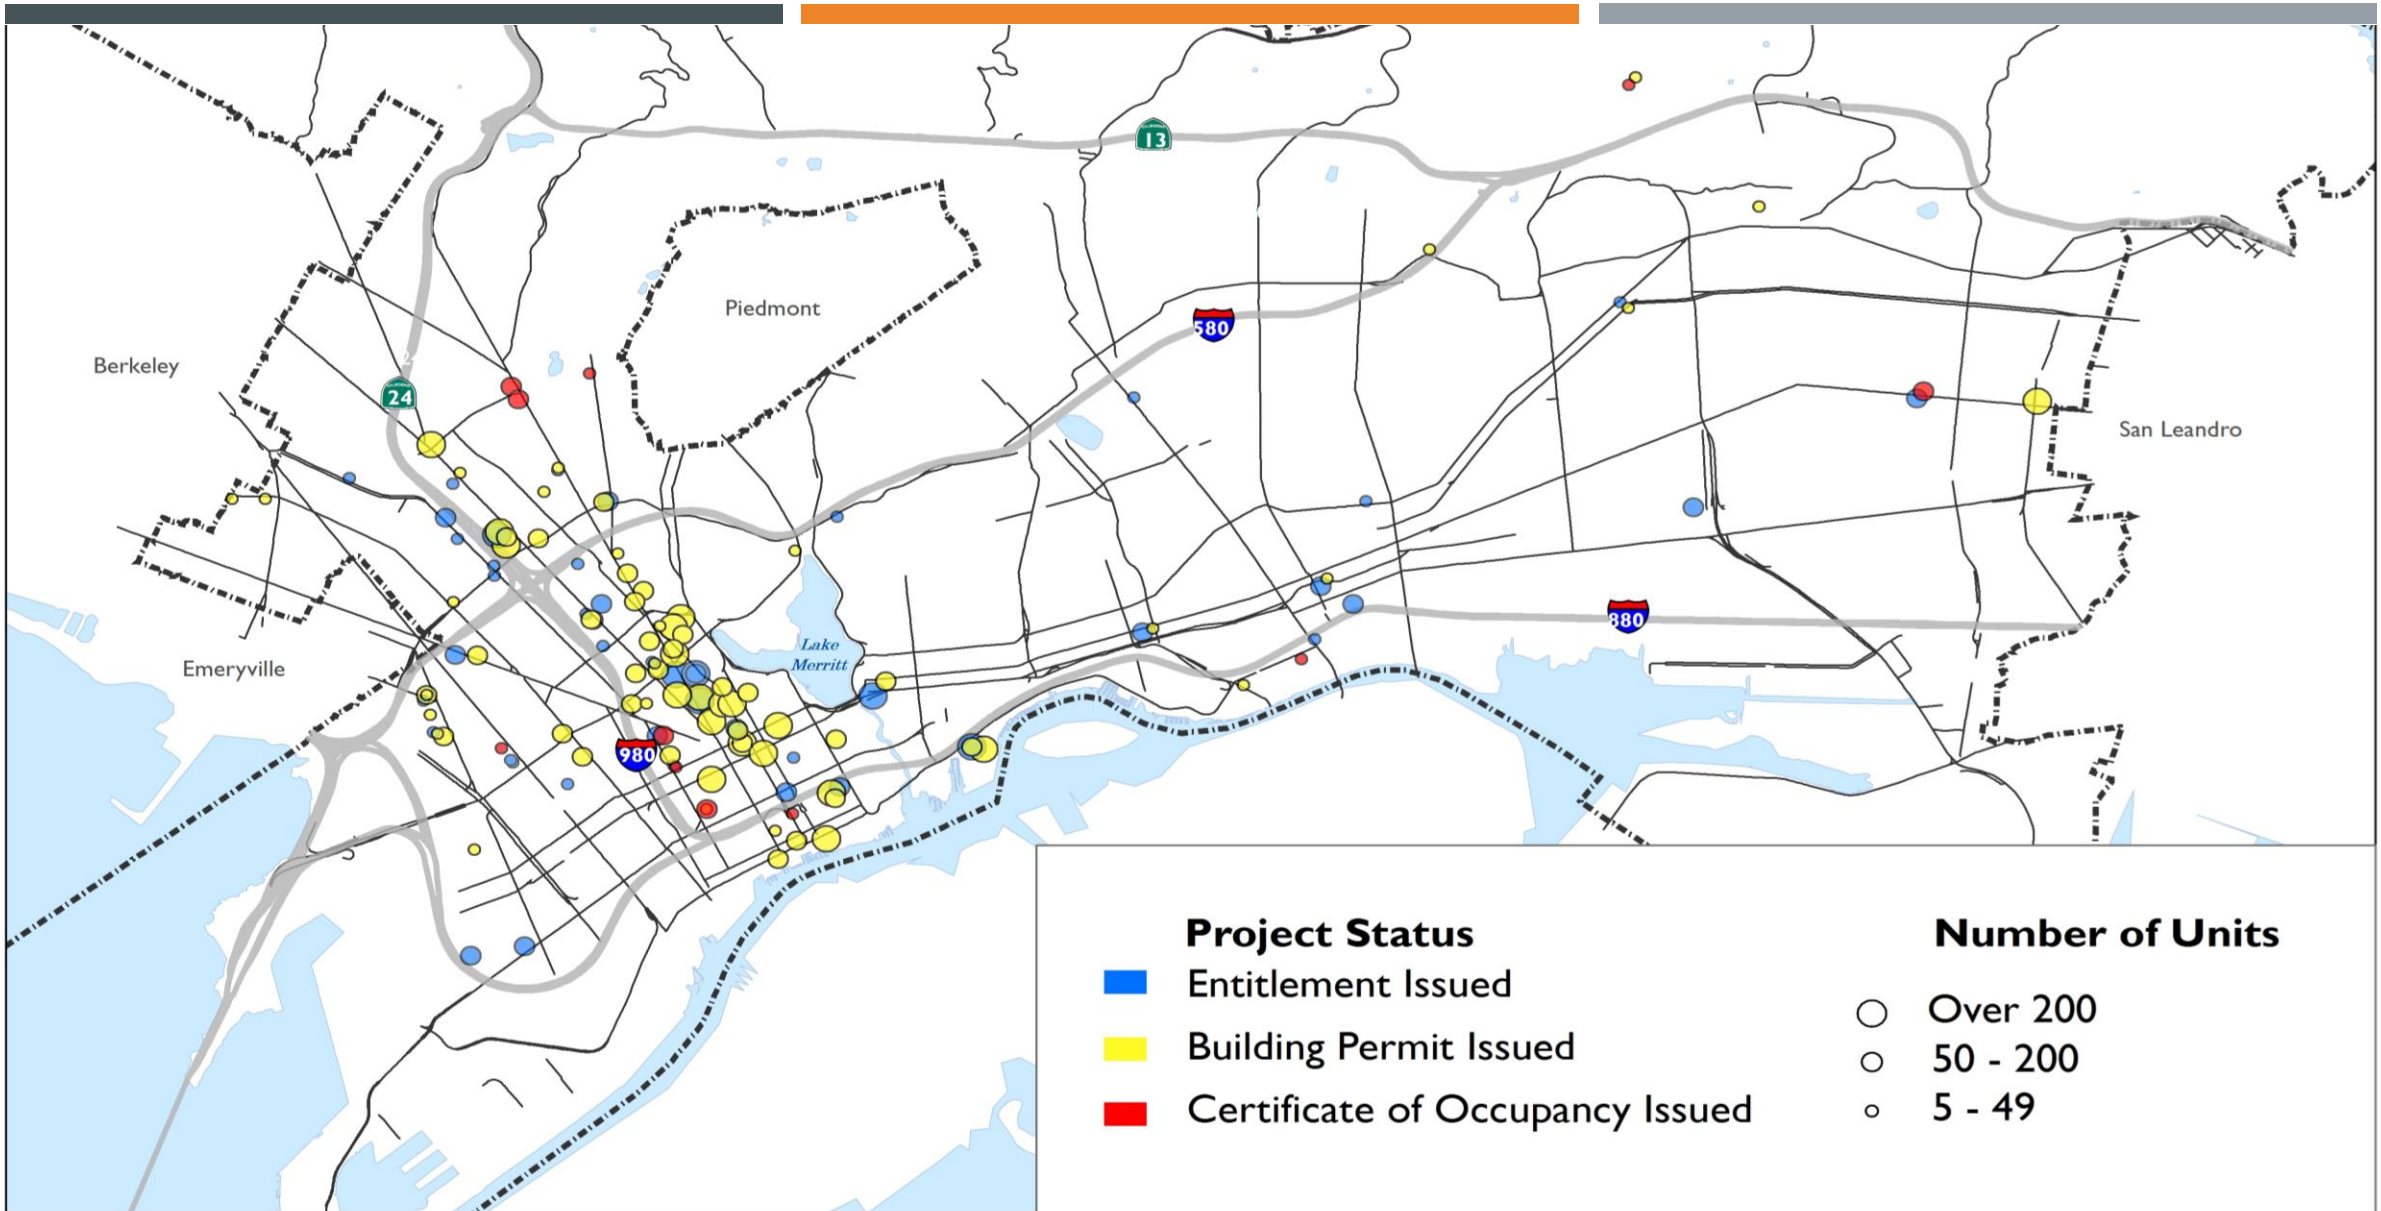 13
Piedmont
580
Berkeley
24
San Leandro
880
Lake
Merritt
Emeryville
980
Project Status
Entitlement Issued
Building Permit Issued
Certificate of Occupancy Issued
Number of Units
Over 200
50 - 200
5 - 49